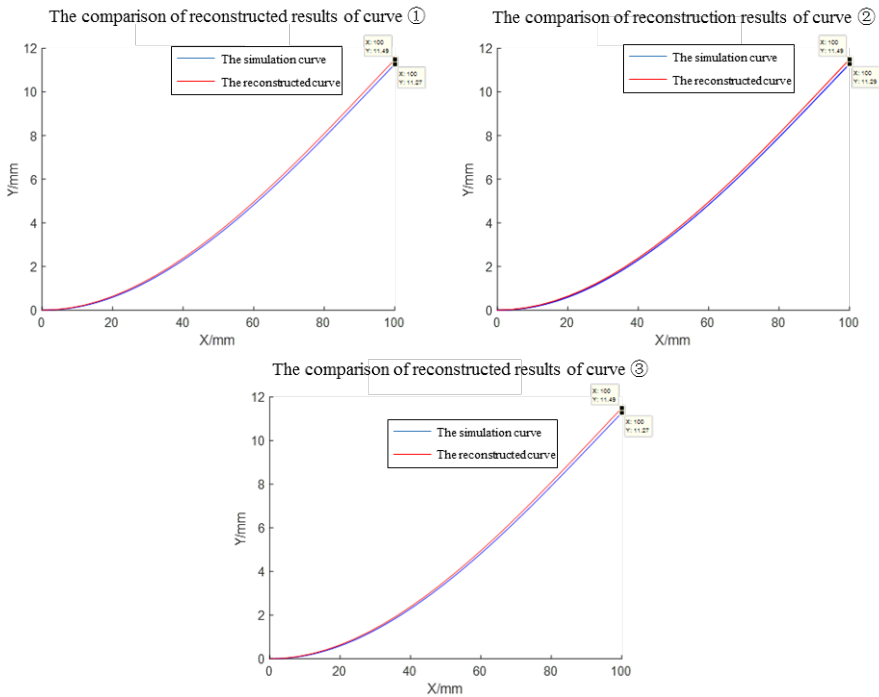 The comparison of reconstructed results of curve ①
12
10
8
6
4
2
0
Y/mm
The simulation curve
The reconstructed curve
X: 100
Y: 11.49
X: 100
Y: 11.27
0 20 40 60 80 100
X/mm
The comparison of reconstruction results of curve ②
12
10
8
6
4
2
0
Y/mm
The simulation curve
The reconstructed curve
X: 100
Y: 11.49
X: 100
Y: 11.29
0 20 40 60 80 100
X/mm
The comparison of reconstructed results of curve ③
12
10
8
6
4
2
0
Y/mm
The simulation curve
The reconstructed curve
X: 100
Y: 11.49
X: 100
Y: 11.27
0 20 40 60 80 100
X/mm